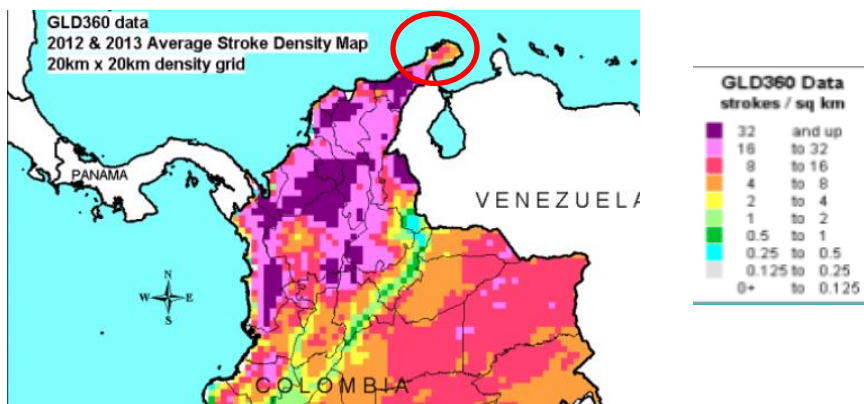 GLD360 data
2012 & 2013 Average Stroke Density Map
20km x 20km density grid
PANAMA
VENEZUELA
N
W E
S
COLOMBIA
GLD360 Data
strokes / sq km
32 and up
16 to 32
8 to 16
4 to 8
2 to 4
1 to 2
0.5 to 1
0.25 to 0.5
0.125 to 0.25
0+ to 0.125